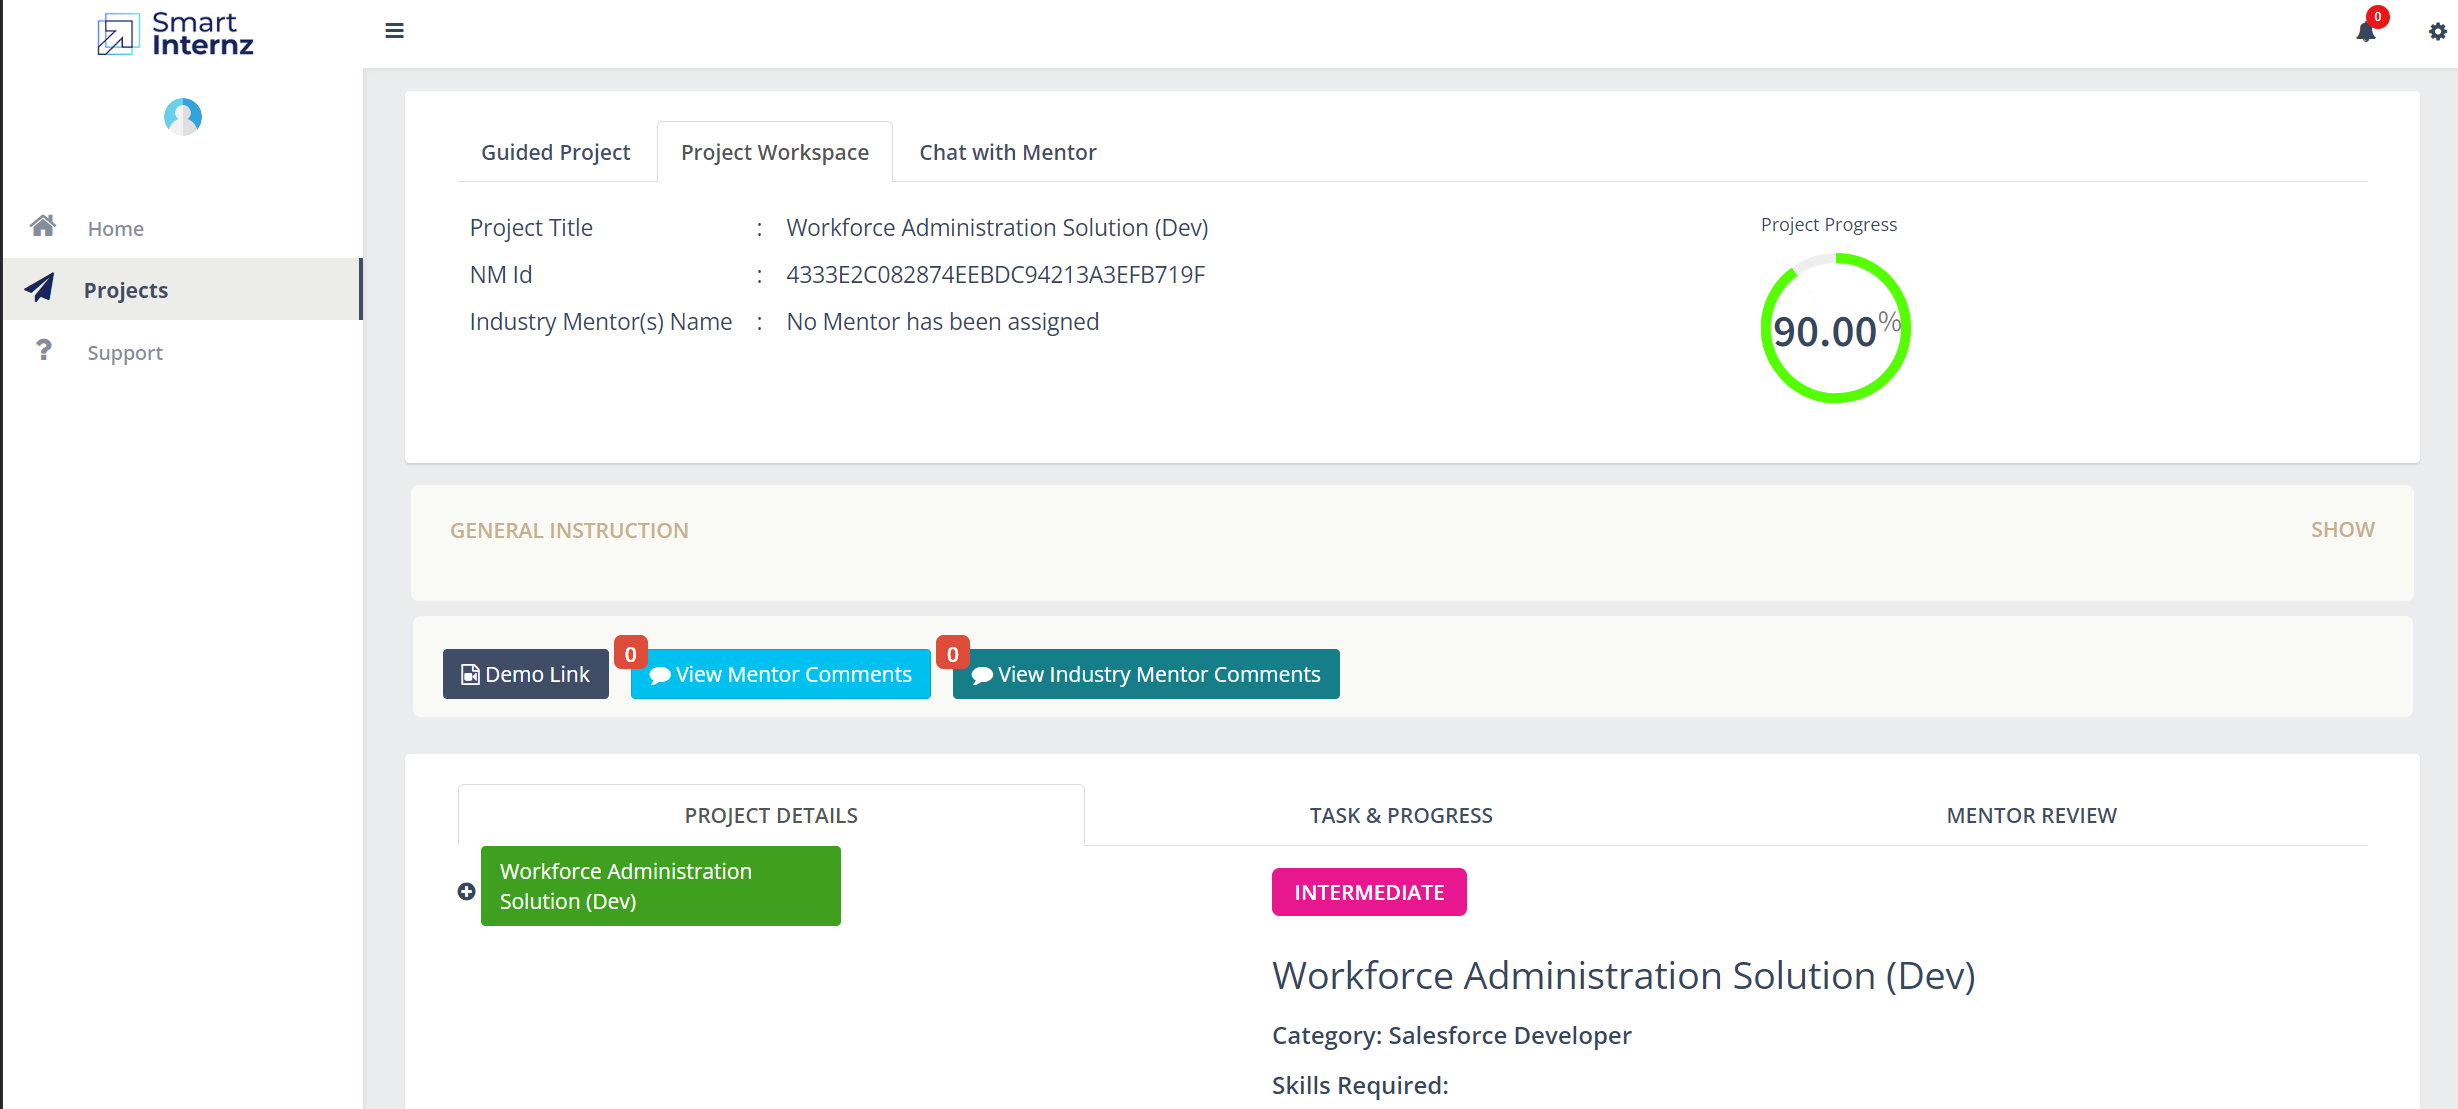 Smart
Internz
0
Home
Projects
Support
Guided Project
Project Workspace
Chat with Mentor
Project Title : Workforce Administration Solution (Dev)
NM Id : 4333E2C082874EEBDC94213A3EFB719F
Industry Mentor(s) Name : No Mentor has been assigned
Project Progress
90.00%
GENERAL INSTRUCTION
SHOW
Demo Link
0
View Mentor Comments
0
View Industry Mentor Comments
PROJECT DETAILS
TASK & PROGRESS
MENTOR REVIEW
Workforce Administration
Solution (Dev)
INTERMEDIATE
Workforce Administration Solution (Dev)
Category: Salesforce Developer
Skills Required: